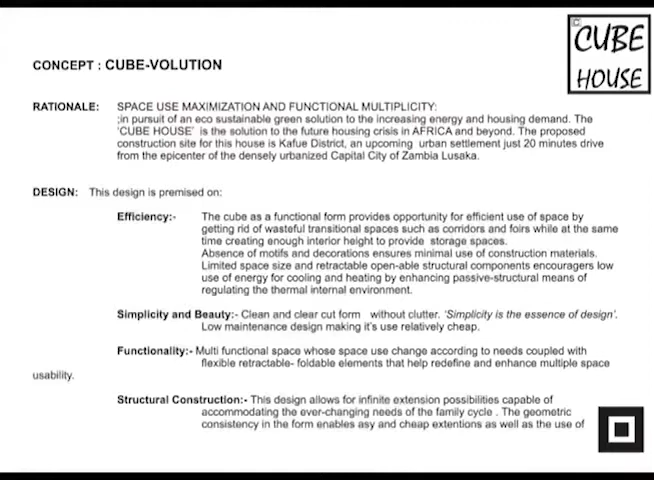 © CUBE
HOUSE
CONCEPT : CUBE-VOLUTION
RATIONALE: SPACE USE MAXIMIZATION AND FUNCTIONAL MULTIPLICITY:
;in pursuit of an eco sustainable green solution to the increasing energy and housing demand. The
'CUBE HOUSE' is the solution to the future housing crisis in AFRICA and beyond. The proposed
construction site for this house is Kafue District, an upcoming urban settlement just 20 minutes drive
from the epicenter of the densely urbanized Capital City of Zambia Lusaka.
DESIGN: This design is premised on:
Efficiency:- The cube as a functional form provides opportunity for efficient use of space by
getting rid of wasteful transitional spaces such as corridors and foirs while at the same
time creating enough interior height to provide storage spaces.
Absence of motifs and decorations ensures minimal use of construction materials.
Limited space size and retractable open-able structural components encouragers low
use of energy for cooling and heating by enhancing passive-structural means of
regulating the thermal internal environment.
Simplicity and Beauty:- Clean and clear cut form without clutter. 'Simplicity is the essence of design'.
Low maintenance design making it's use relatively cheap.
Functionality:- Multi functional space whose space use change according to needs coupled with
flexible retractable- foldable elements that help redefine and enhance multiple space
usability.
Structural Construction:- This design allows for infinite extension possibilities capable of
accommodating the ever-changing needs of the family cycle . The geometric
consistency in the form enables asy and cheap extentions as well as the use of